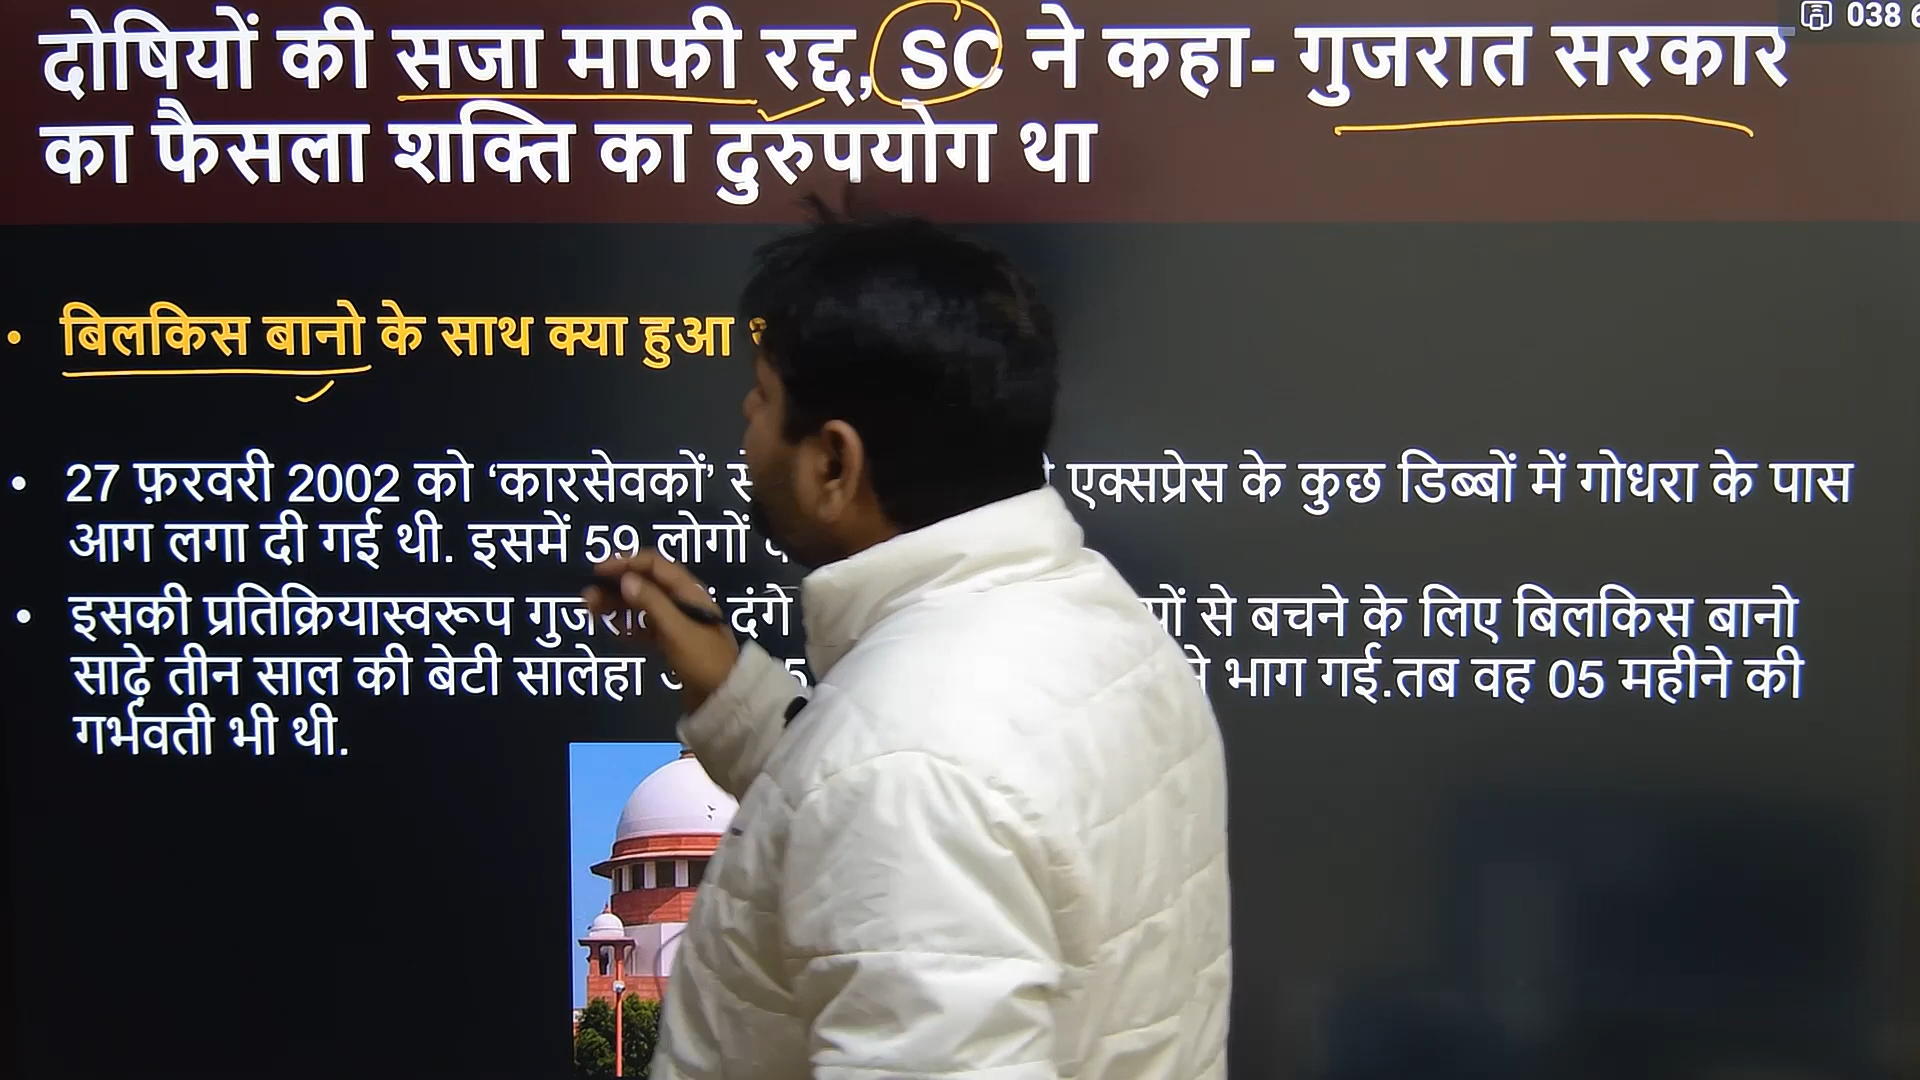 038
दोषियों की सजा माफी रद्द, SC ने कहा- गुजरात सरकार
का फैसला शक्ति का दुरुपयोग था
• बिलकिस बानो के साथ क्या हुआ
• 27 फ़रवरी 2002 को ‘कारसेवकों’ एक्सप्रेस के कुछ डिब्बों में गोधरा के पास
आग लगा दी गई थी. इसमें 59 लोगों
• इसकी प्रतिक्रियास्वरूप दंगे से बचने के लिए बिलकिस बानो
साढ़े तीन साल की बेटी सालेहा भाग गई.तब वह 05 महीने की
गर्भवती भी थी.